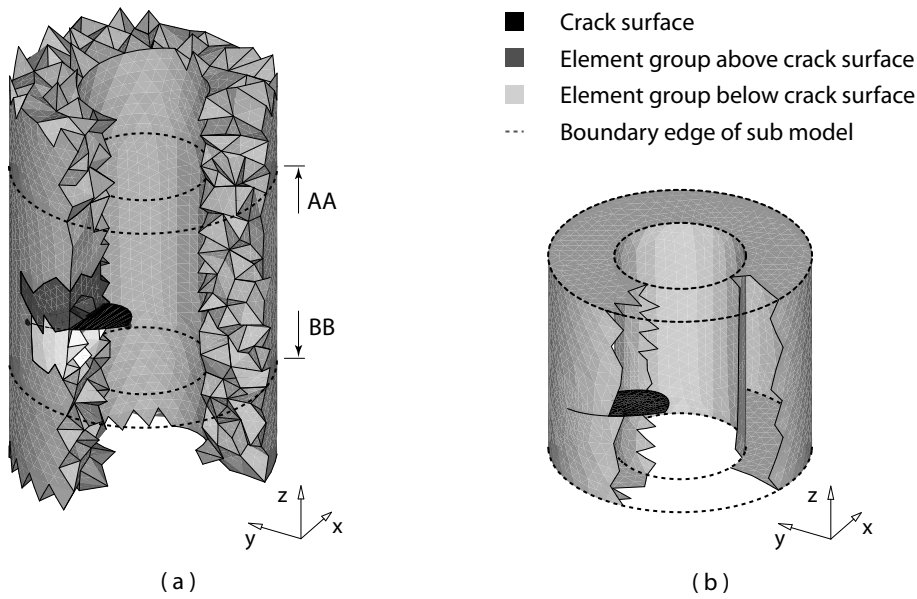 Crack surface
Element group above crack surface
Element group below crack surface
Boundary edge of sub model
AA
BB
z
y
x
z
y
x
( a )
( b )